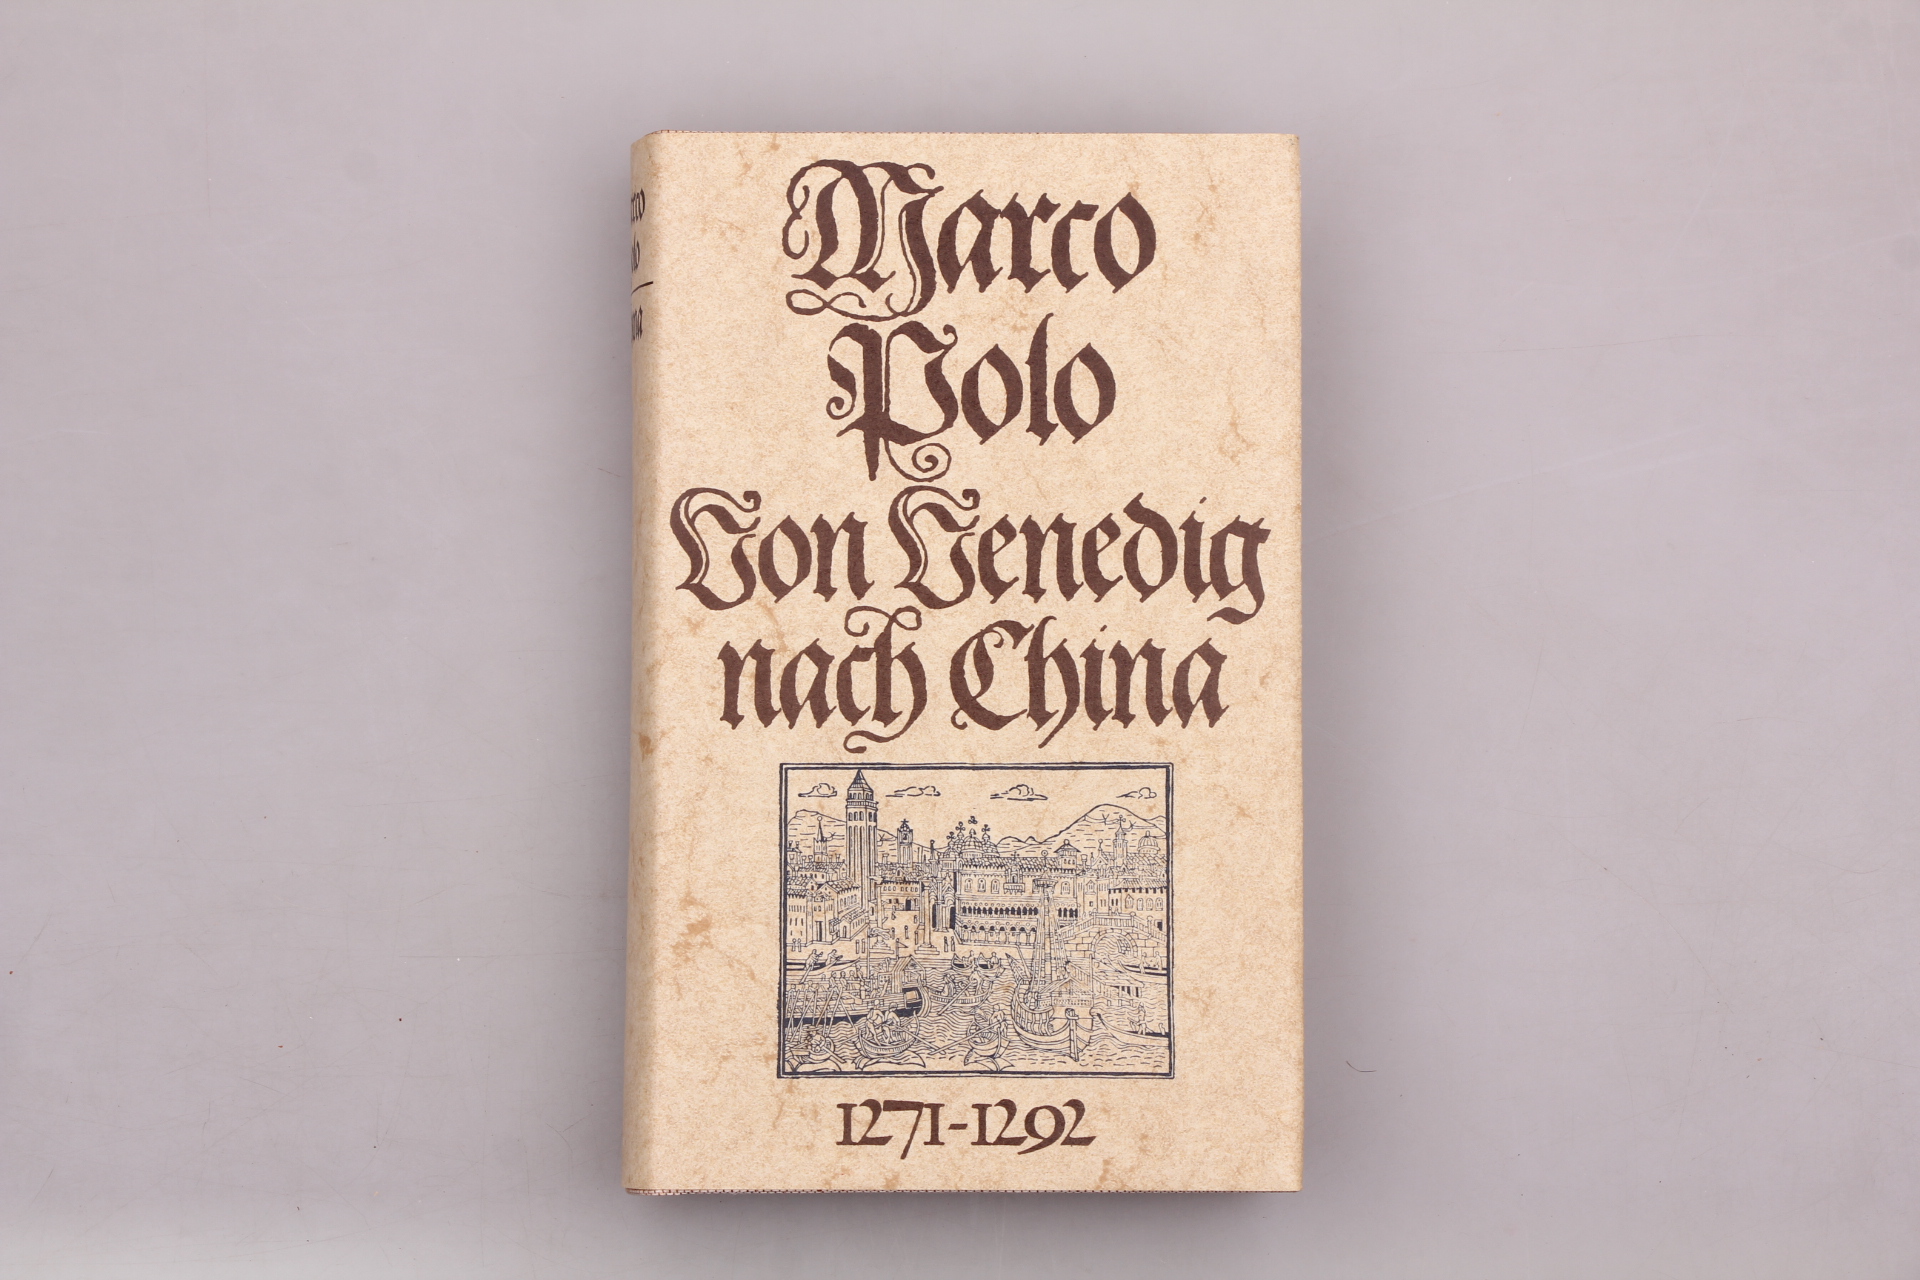 Marco
Polo
Von Venedig
nach China
1271-1292